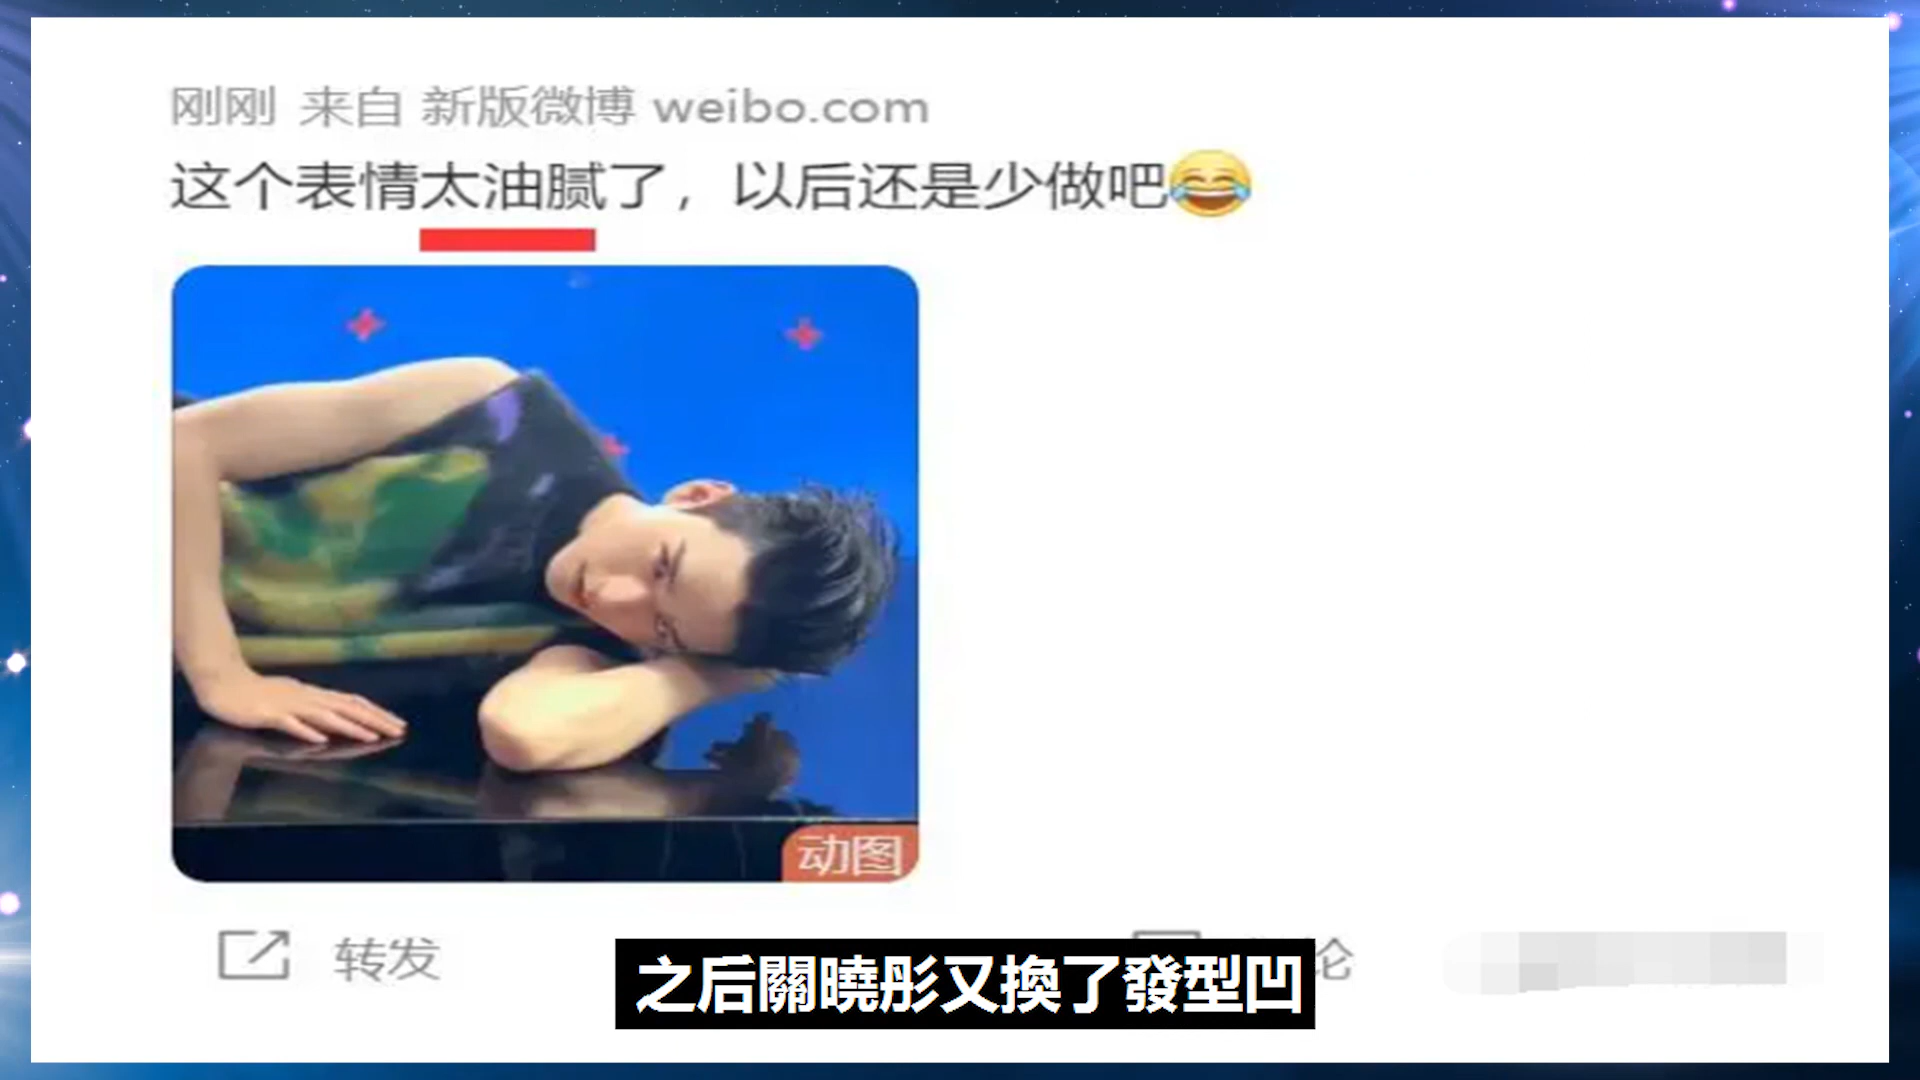 刚刚 来自 新版微博 weibo.com
这个表情太油腻了，以后还是少做吧😂
动图
转发
论
之后關曉彤又換了發型凹